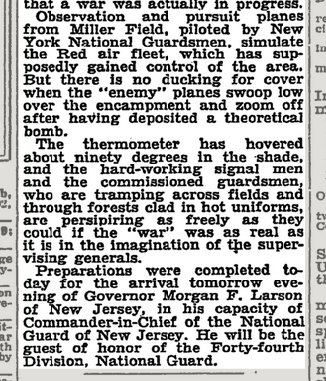 that a war was actually in progress.
Observation and pursuit planes
from Miller Field, piloted by New
York National Guardsmen, simulate
the Red air fleet, which has sup-
posedly gained control of the area.
But there is no ducking for cover
when the "enemy" planes swoop low
over the encampment and zoom off
after having deposited a theoretical
bomb.
The thermometer has hovered
about ninety degrees in the shade,
and the hard-working signal men
and the commissioned guardsmen,
who are tramping across fields and
through forests clad in hot uniforms,
are persipiring as freely as they
could if the "war" was as real as
it is in the imagination of the super-
vising generals.
Preparations were completed to-
day for the arrival tomorrow eve-
ning of Governor Morgan F. Larson
of New Jersey, in his capacity of
Commander-in-Chief of the National
Guard of New Jersey. He will be the
guest of honor of the Forty-fourth
Division, National Guard.